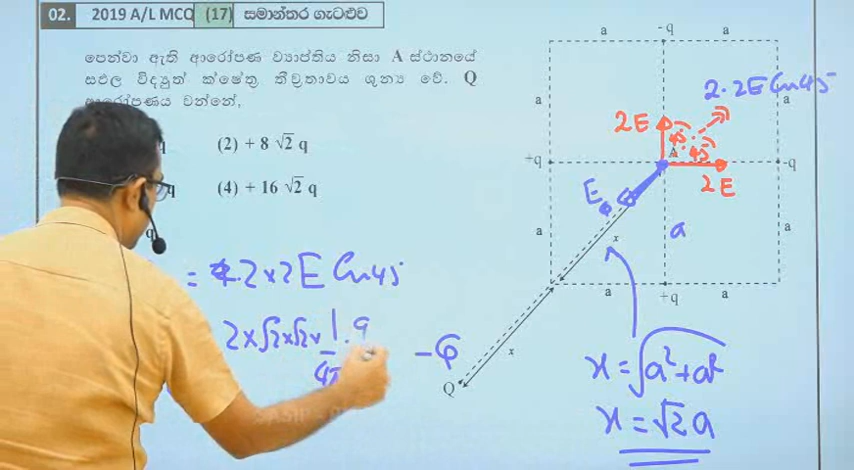 02. 2019 A/L MCQ (17) සමාන්තර ගැටළුව
පෙන්වා ඇති ආරෝපණ ව්‍යාප්තිය නිසා A ස්ථානයේ
සඵල විද්‍යුත් ක්ෂේත්‍ර තීව්‍රතාවය ශුන්‍ය වේ. Q
ආරෝපණය වන්නේ,
q (2) + 8 √2 q
q (4) + 16 √2 q
q
= 2×2E Cos45
2×√2×√2× 1 . q
4π
a - q a
a a
2·2E Cos45
2E 45 45
+q A -q
2E
E
a x a a
a +q a
x
-Q
Q
x = √a²+a²
x = √2 a